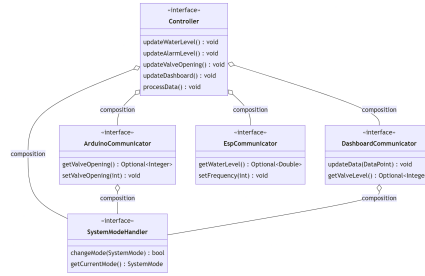 «interface»
Controller
updateWaterLevel() : void
updateAlarmLevel() : void
updateValveOpening() : void
updateDashboard() : void
processData() : void
composition
composition
composition
composition
«interface»
ArduinoCommunicator
getValveOpening() : Optional<Integer>
setValveOpening(int) : void
«interface»
EspCommunicator
getWaterLevel() : Optional<Double>
setFrequency(int) : void
«interface»
DashboardCommunicator
updateData(DataPoint) : void
getValveLevel() : Optional<Integer
composition
composition
«interface»
SystemModeHandler
changeMode(SystemMode) : bool
getCurrentMode() : SystemMode